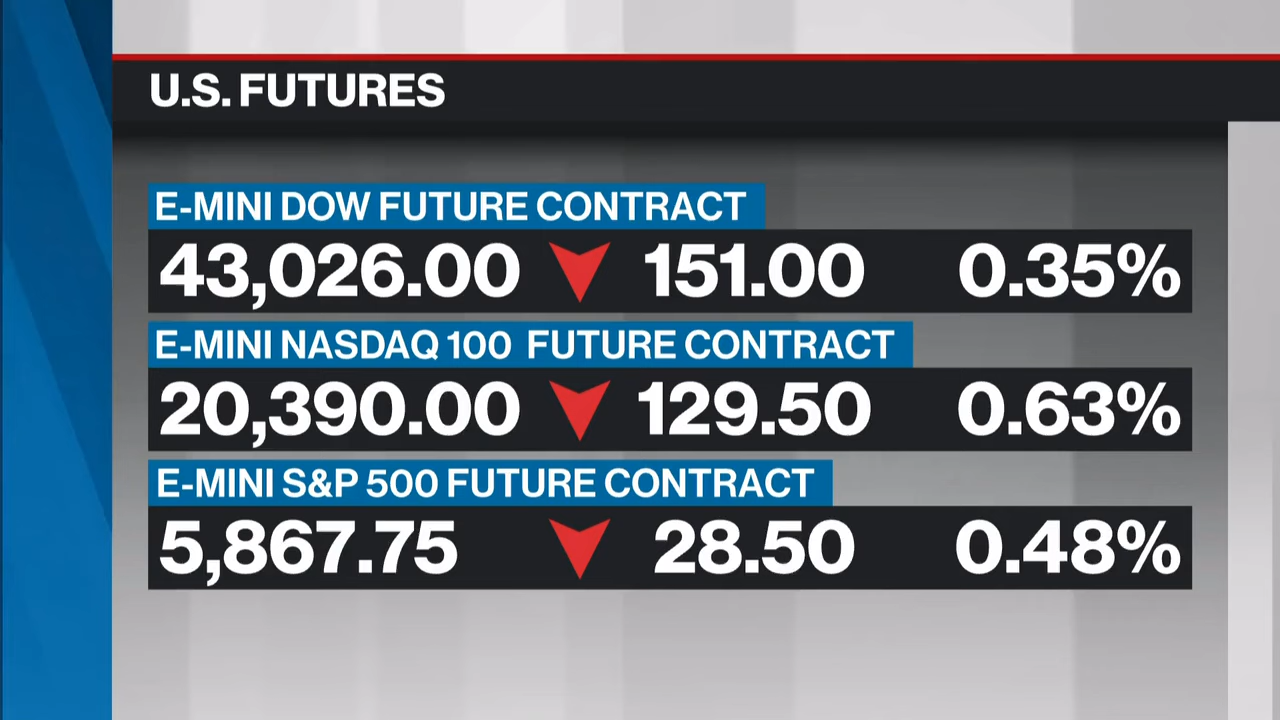 U.S. FUTURES
E-MINI DOW FUTURE CONTRACT
43,026.00 151.00 0.35%
E-MINI NASDAQ 100 FUTURE CONTRACT
20,390.00 129.50 0.63%
E-MINI S&P 500 FUTURE CONTRACT
5,867.75 28.50 0.48%